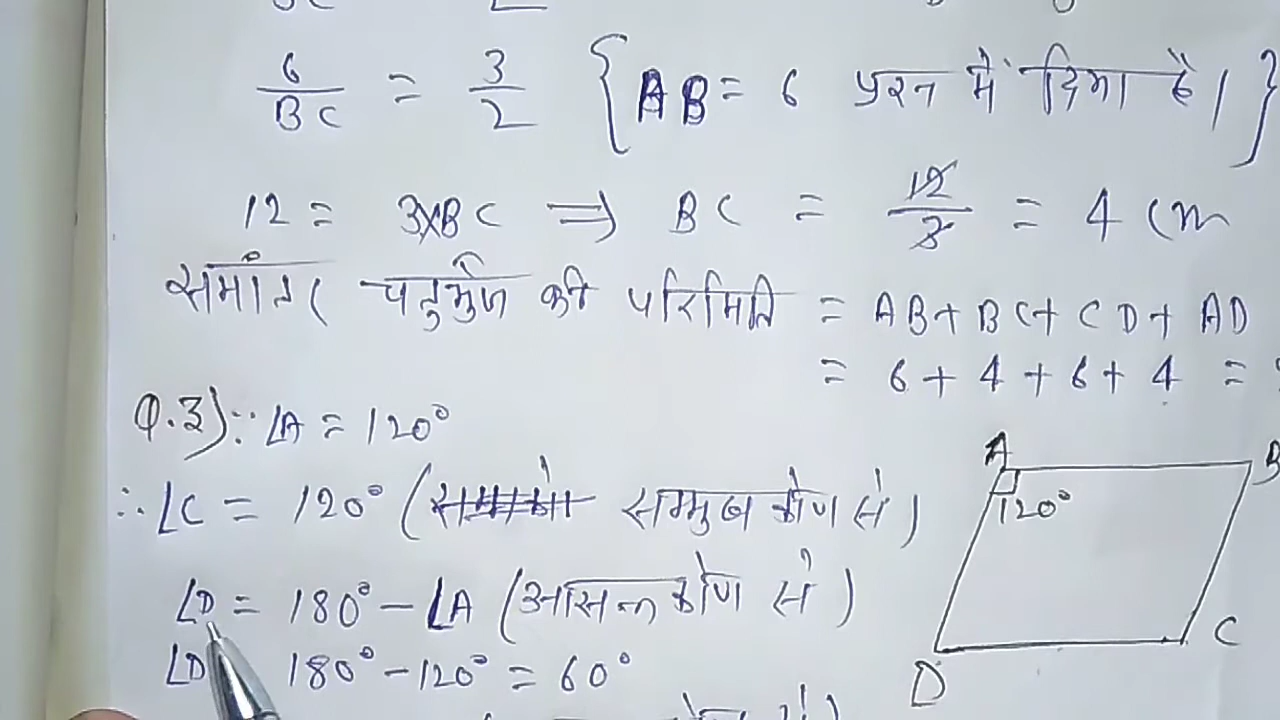 6/BC = 3/2 { AB = 6 प्रश्न में दिया है। }
12 = 3×BC ⇒ BC = 12/3 = 4 cm
समांतर चतुर्भुज की परिमिति = AB + BC + CD + AD
= 6 + 4 + 6 + 4 =
Q.3) ∵ ∠A = 120°
∴ ∠C = 120° ( सम्मुख कोण से )
∠D = 180° - ∠A ( आसन्न कोण से )
∠D 180° - 120° = 60°
A B
120°
D C